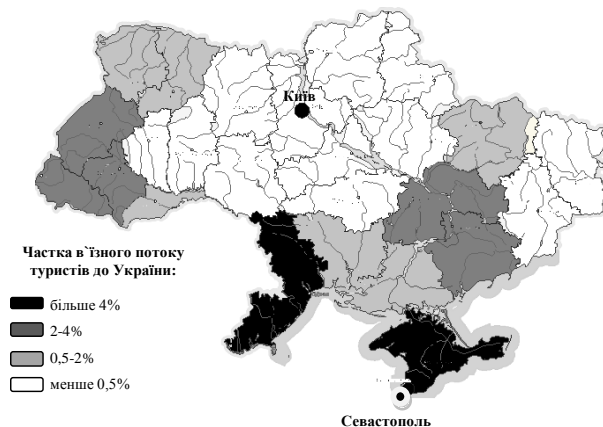 Київ
Частка в`їзного потоку
туристів до України:
більше 4%
2-4%
0,5-2%
менше 0,5%
Севастополь